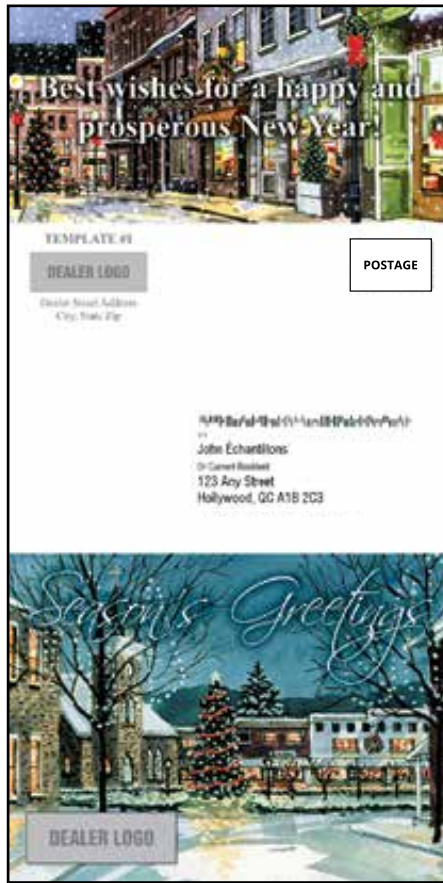 Best wishes for a happy and
prosperous New Year!
TEMPLATE #1
DEALER LOGO
POSTAGE
Dealer Street Address
City, State Zip
John Échantillons
Or Current Resident
123 Any Street
Hollywood, QC A1B 2C3
Season's Greetings
DEALER LOGO